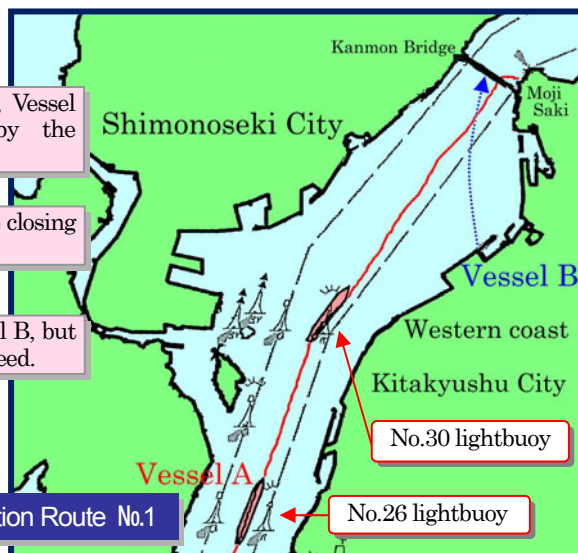 Kanmon Bridge
Moji
Saki
, Vessel
by the
Shimonoseki City
closing
Vessel B
l B, but
eed.
Western coast
Kitakyushu City
No.30 lightbuoy
Vessel A
tion Route No.1
No.26 lightbuoy